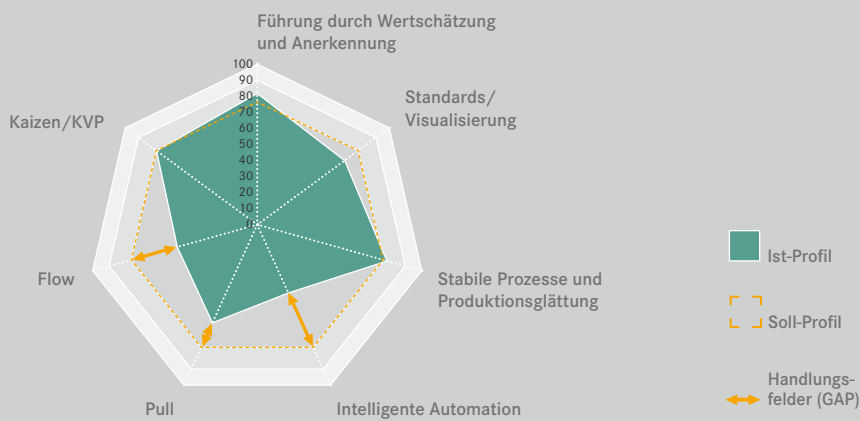 Führung durch Wertschätzung
und Anerkennung
100
90
80
70
60
50
40
30
20
10
0
Standards/
Visualisierung
Kaizen/KVP
Flow
Stabile Prozesse und
Produktionsglättung
Pull
Intelligente Automation
Ist-Profil
Soll-Profil
Handlungs-
felder (GAP)